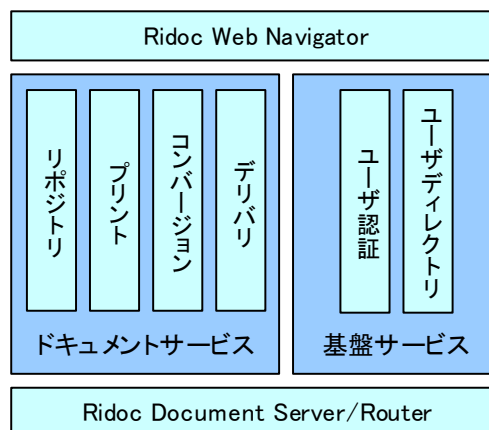 Ridoc Web Navigator
リポジトリ
プリント
コンバージョン
デリバリ
ドキュメントサービス
ユーザ認証
ユーザディレクトリ
基盤サービス
Ridoc Document Server/Router